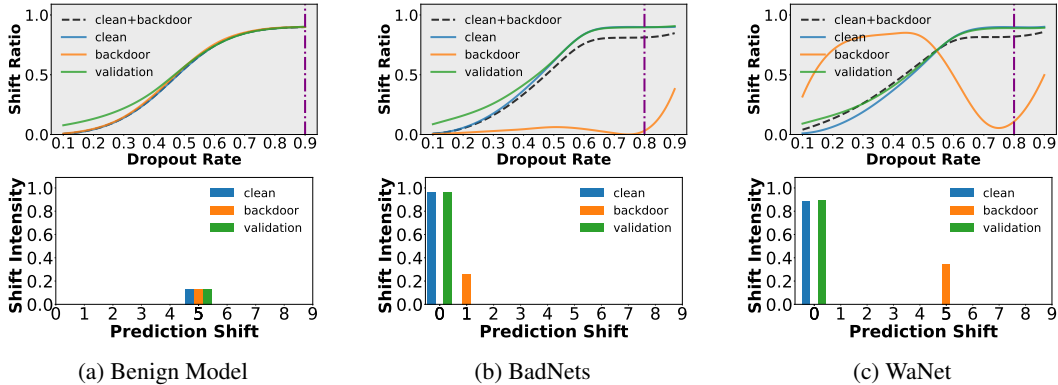 Shift Ratio
1.0
0.5
0.0
clean+backdoor
clean
backdoor
validation
0.1 0.2 0.3 0.4 0.5 0.6 0.7 0.8 0.9
Dropout Rate
Shift Ratio
1.0
0.5
0.0
clean+backdoor
clean
backdoor
validation
0.1 0.2 0.3 0.4 0.5 0.6 0.7 0.8 0.9
Dropout Rate
Shift Ratio
1.0
0.5
0.0
clean+backdoor
clean
backdoor
validation
0.1 0.2 0.3 0.4 0.5 0.6 0.7 0.8 0.9
Dropout Rate
Shift Intensity
1.0
0.8
0.6
0.4
0.2
0.0
clean
backdoor
validation
0 1 2 3 4 5 6 7 8 9
Prediction Shift
Shift Intensity
1.0
0.8
0.6
0.4
0.2
0.0
clean
backdoor
validation
0 1 2 3 4 5 6 7 8 9
Prediction Shift
Shift Intensity
1.0
0.8
0.6
0.4
0.2
0.0
clean
backdoor
validation
0 1 2 3 4 5 6 7 8 9
Prediction Shift
(a) Benign Model
(b) BadNets
(c) WaNet